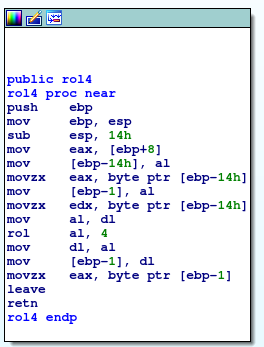 public rol4
rol4 proc near
push    ebp
mov     ebp, esp
sub     esp, 14h
mov     eax, [ebp+8]
mov     [ebp-14h], al
movzx   eax, byte ptr [ebp-14h]
mov     [ebp-1], al
movzx   edx, byte ptr [ebp-14h]
mov     al, dl
rol     al, 4
mov     dl, al
mov     [ebp-1], dl
movzx   eax, byte ptr [ebp-1]
leave
retn
rol4 endp